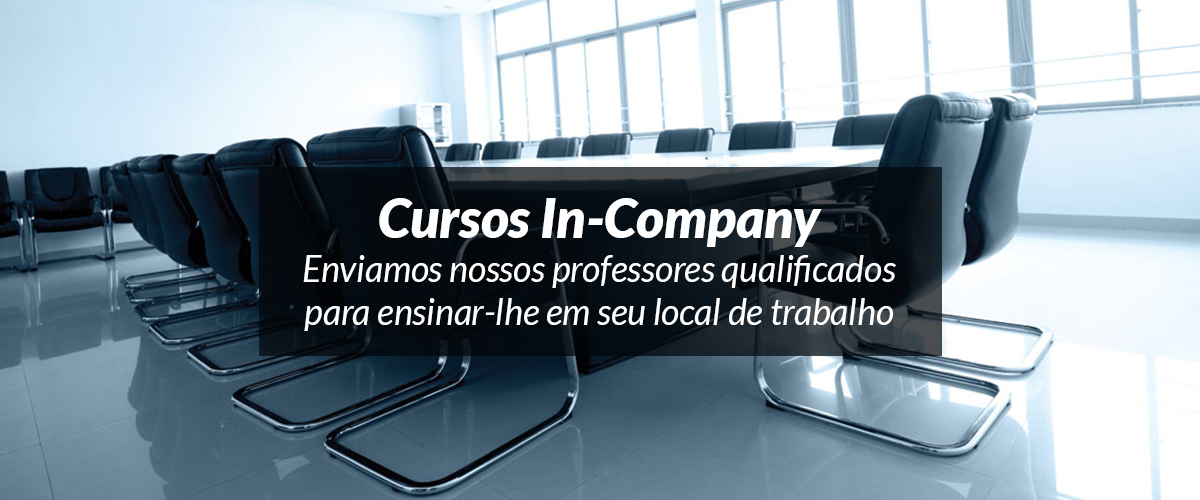 Cursos In-Company
Enviamos nossos professores qualificados
para ensinar-lhe em seu local de trabalho